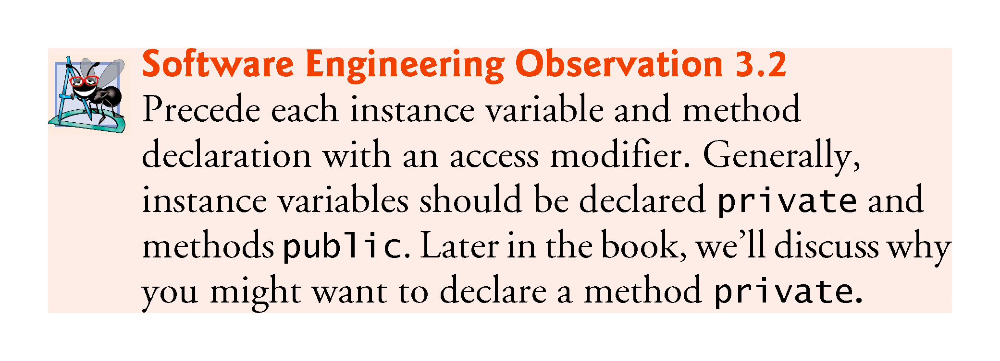 Software Engineering Observation 3.2
Precede each instance variable and method
declaration with an access modifier. Generally,
instance variables should be declared private and
methods public. Later in the book, we’ll discuss why
you might want to declare a method private.